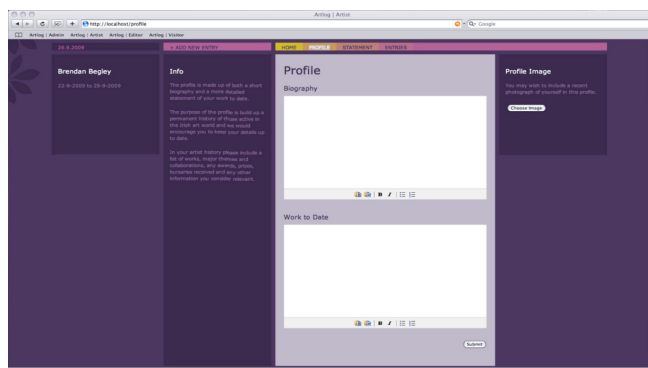 Artlog | Artist
http://localhost/profile
Google
Artlog | Admin Artlog | Artist Artlog | Editor Artlog | Visitor
26.9.2009
+ ADD NEW ENTRY
HOME PROFILE STATEMENT ENTRIES
Brendan Begley
22-9-2009 to 29-9-2009
Info
The profile is made up of both a short
biography and a more detailed
statement of your work to date.
The purpose of the profile is build up a
permanent history of those active in
the Irish art world and we would
encourage you to keep your details up
to date.
In your artist history please include a
list of works, major themes and
collaborations, any awards, press,
bursaries received and any other
information you consider relevant.
Profile
Biography
B I
Work to Date
B I
Submit
Profile Image
You may wish to include a recent
photograph of yourself in this profile.
Choose Image